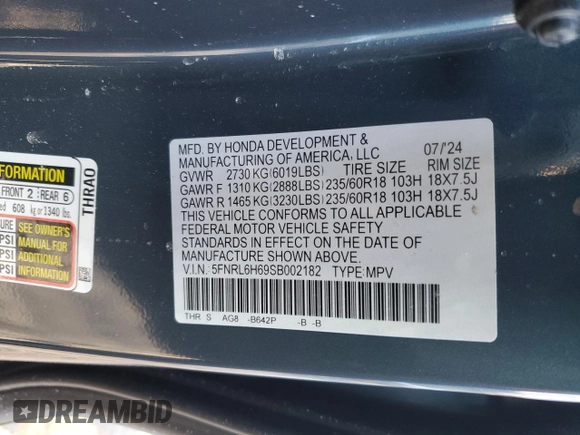 MFD. BY HONDA DEVELOPMENT &
MANUFACTURING OF AMERICA, LLC 07/'24
GVWR 2730 KG (6019LBS) TIRE SIZE RIM SIZE
GAWR F 1310 KG (2888LBS) 235/60R18 103H 18X7.5J
GAWR R 1465 KG (3230LBS) 235/60R18 103H 18X7.5J
THIS VEHICLE CONFORMS TO ALL APPLICABLE
FEDERAL MOTOR VEHICLE SAFETY
STANDARDS IN EFFECT ON THE DATE OF
MANUFACTURE SHOWN ABOVE.
V.I.N.: 5FNRL6H69SB002182 TYPE:MPV
THR S AG8 -B642P -B -B
FORMATION
FRONT 2 : REAR 6
608 kg or 1340 lbs.
SEE OWNER'S
MANUAL FOR
ADDITIONAL
INFORMATION
PSI
PSI
PSI
THRA0
DREAMBID